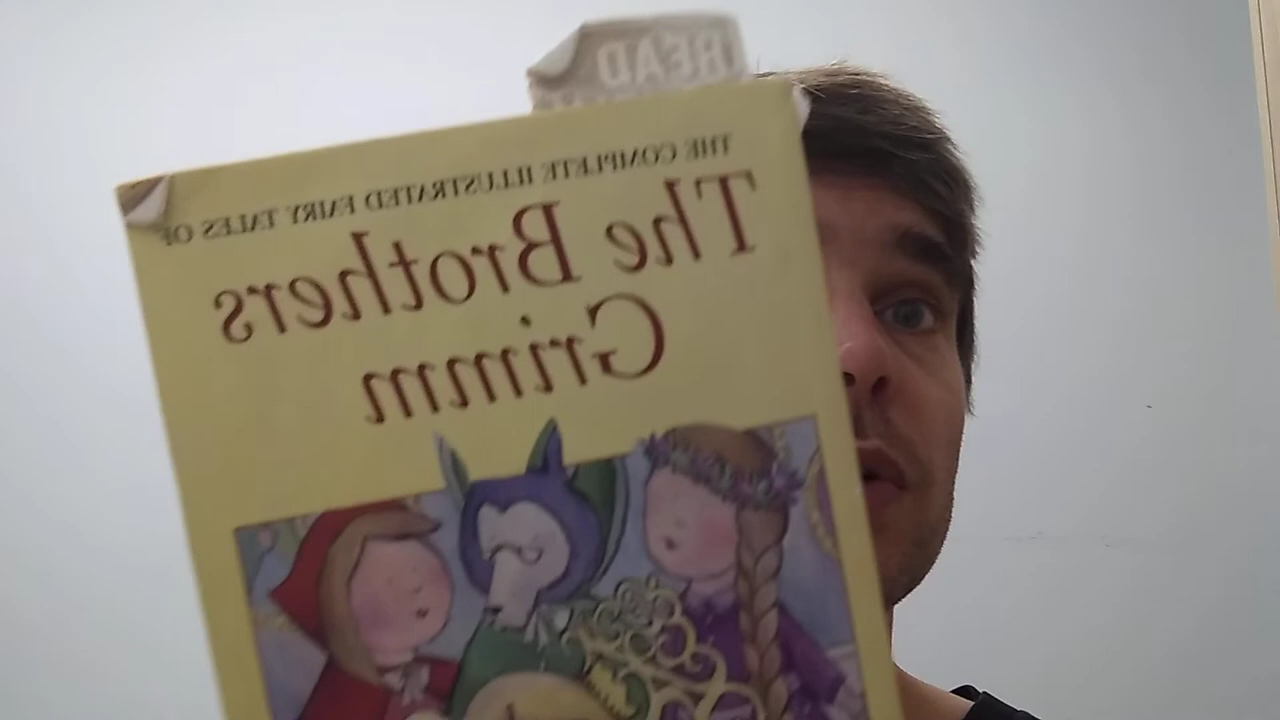 READ
THE COMPLETE ILLUSTRATED FAIRY TALES OF
The Brothers
Grimm